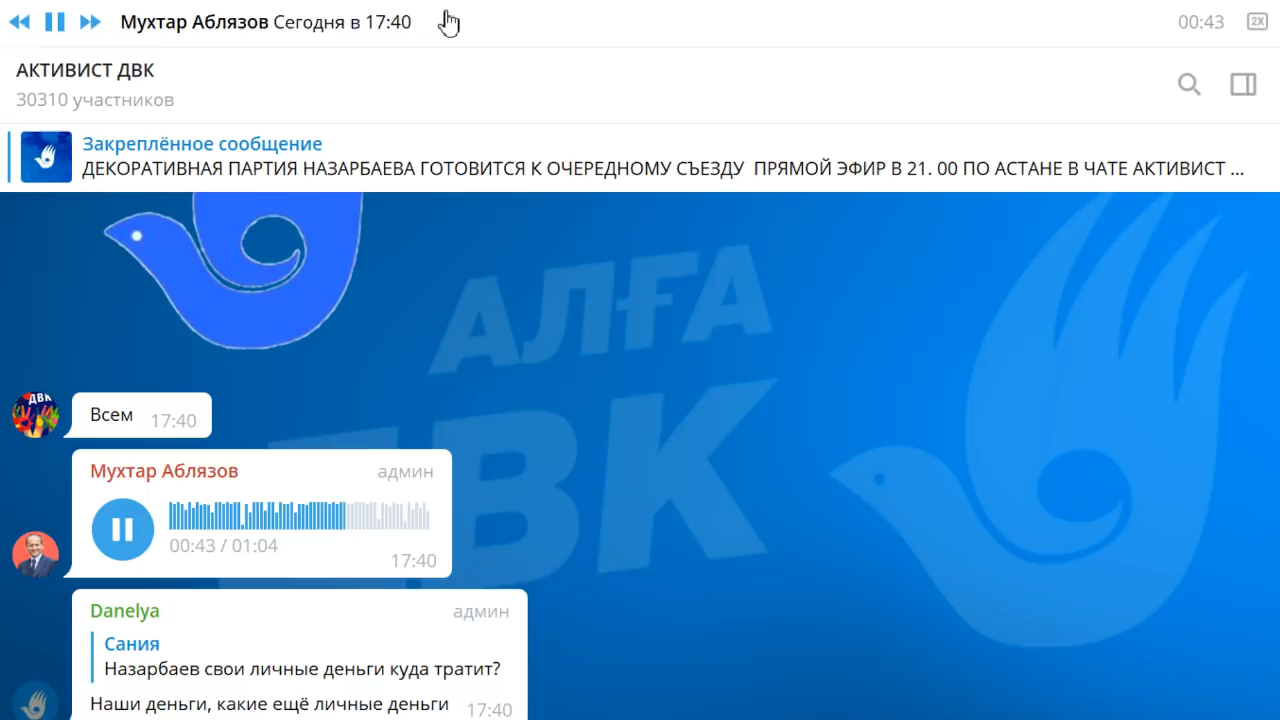 Мухтар Аблязов Сегодня в 17:40
00:43
2X
АКТИВИСТ ДВК
30310 участников
Закреплённое сообщение
ДЕКОРАТИВНАЯ ПАРТИЯ НАЗАРБАЕВА ГОТОВИТСЯ К ОЧЕРЕДНОМУ СЪЕЗДУ ПРЯМОЙ ЭФИР В 21. 00 ПО АСТАНЕ В ЧАТЕ АКТИВИСТ ...
АЛҒА
ДВК
ДВК
Всем 17:40
Мухтар Аблязов админ
00:43 / 01:04
17:40
Danelya админ
Сания
Назарбаев свои личные деньги куда тратит?
Наши деньги, какие ещё личные деньги 17:40